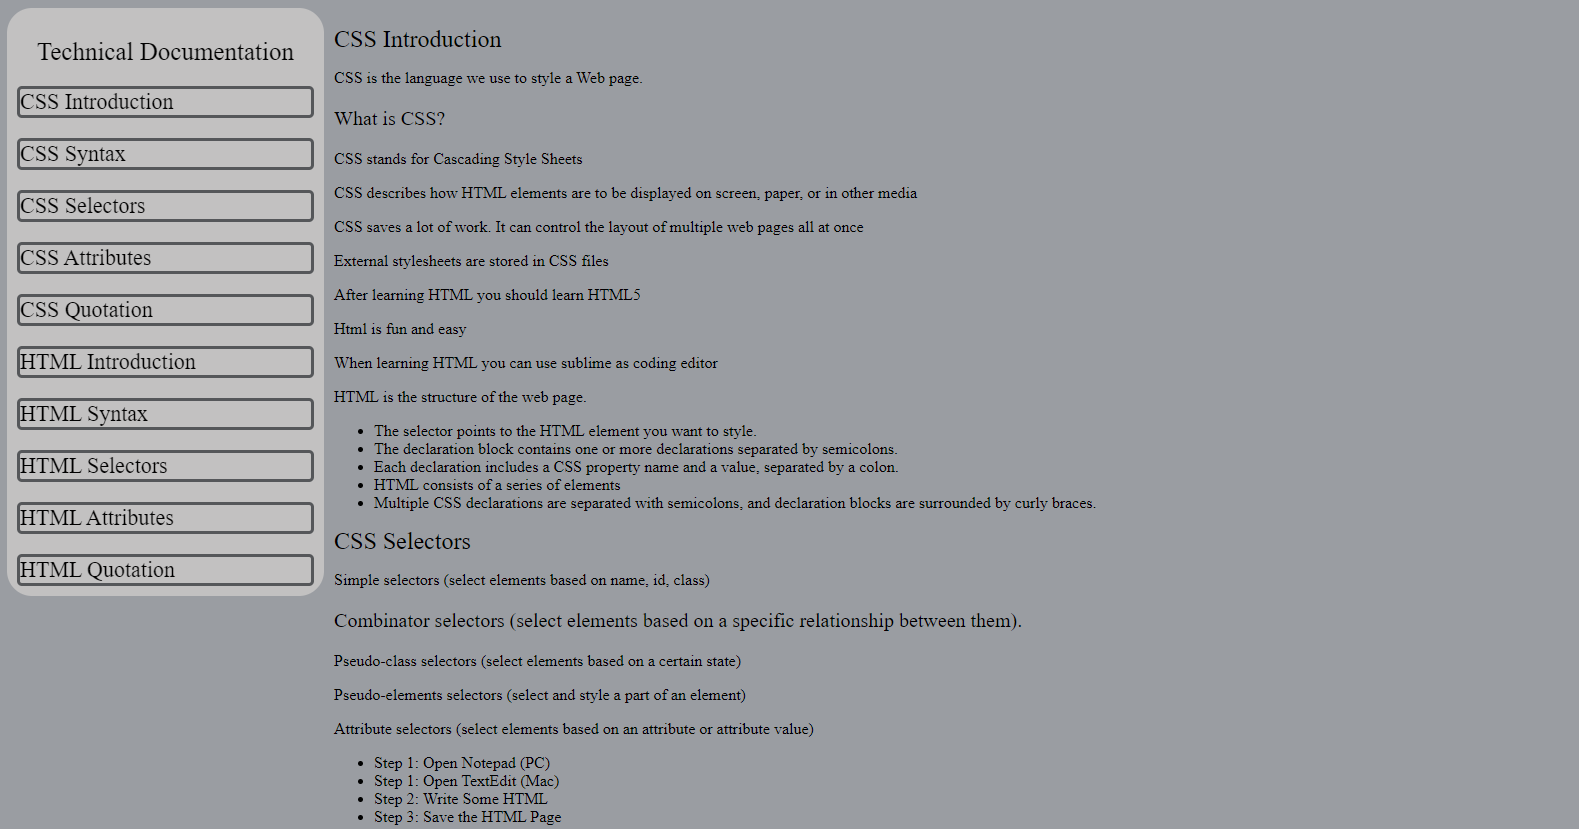 Technical Documentation
CSS Introduction
CSS Syntax
CSS Selectors
CSS Attributes
CSS Quotation
HTML Introduction
HTML Syntax
HTML Selectors
HTML Attributes
HTML Quotation
CSS Introduction
CSS is the language we use to style a Web page.
What is CSS?
CSS stands for Cascading Style Sheets
CSS describes how HTML elements are to be displayed on screen, paper, or in other media
CSS saves a lot of work. It can control the layout of multiple web pages all at once
External stylesheets are stored in CSS files
After learning HTML you should learn HTML5
Html is fun and easy
When learning HTML you can use sublime as coding editor
HTML is the structure of the web page.
• The selector points to the HTML element you want to style.
• The declaration block contains one or more declarations separated by semicolons.
• Each declaration includes a CSS property name and a value, separated by a colon.
• HTML consists of a series of elements
• Multiple CSS declarations are separated with semicolons, and declaration blocks are surrounded by curly braces.
CSS Selectors
Simple selectors (select elements based on name, id, class)
Combinator selectors (select elements based on a specific relationship between them).
Pseudo-class selectors (select elements based on a certain state)
Pseudo-elements selectors (select and style a part of an element)
Attribute selectors (select elements based on an attribute or attribute value)
• Step 1: Open Notepad (PC)
• Step 1: Open TextEdit (Mac)
• Step 2: Write Some HTML
• Step 3: Save the HTML Page